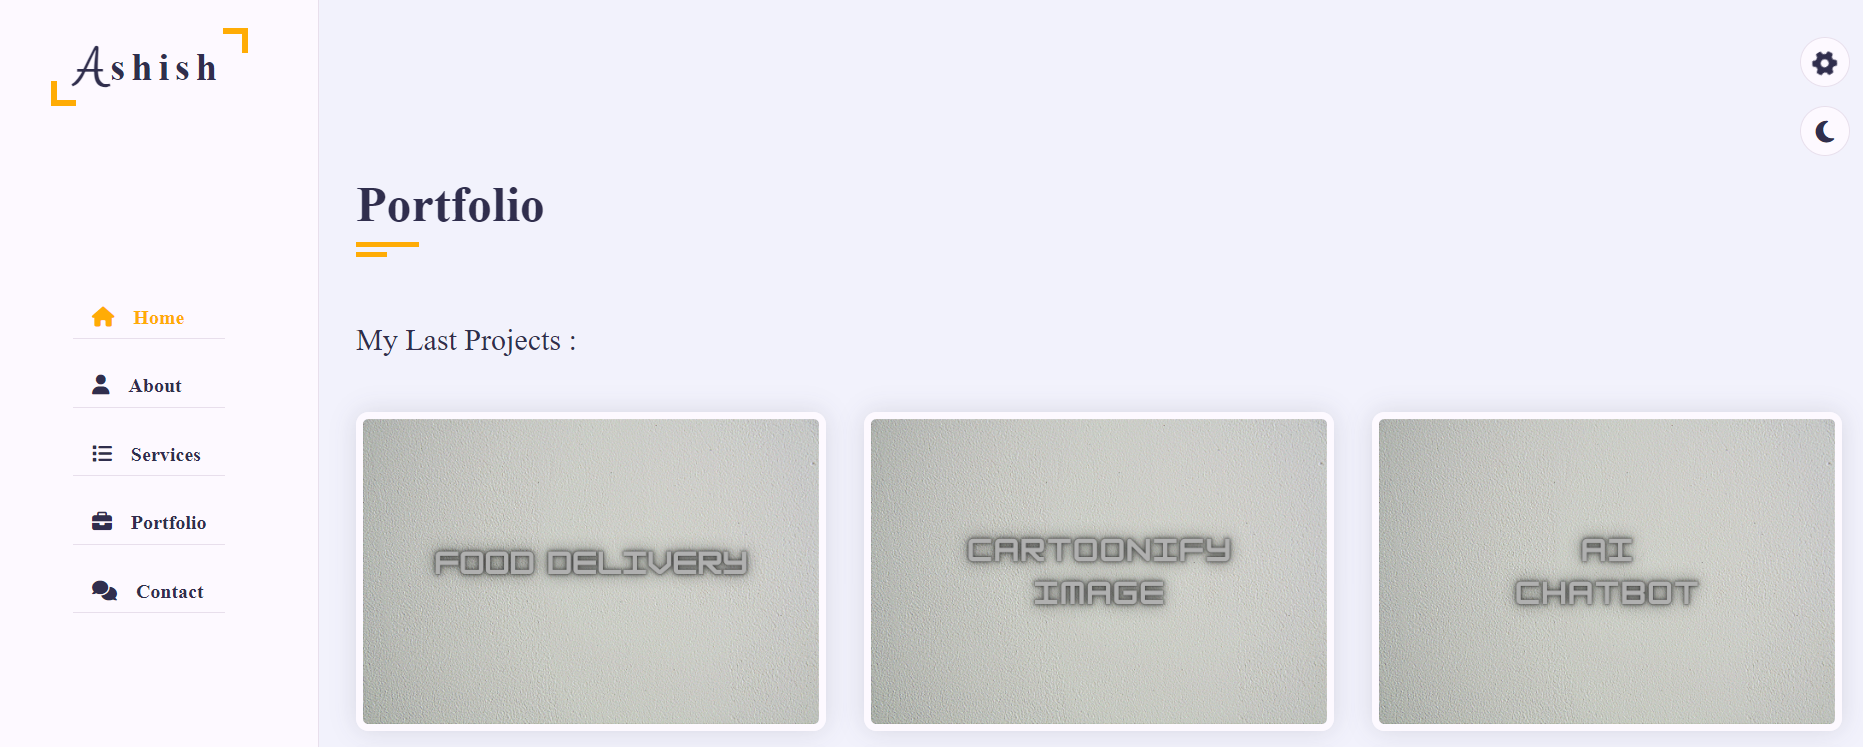 Ashish
Home
About
Services
Portfolio
Contact
Portfolio
My Last Projects :
FOOD DELIVERY
CARTOONIFY
IMAGE
AI
CHATBOT